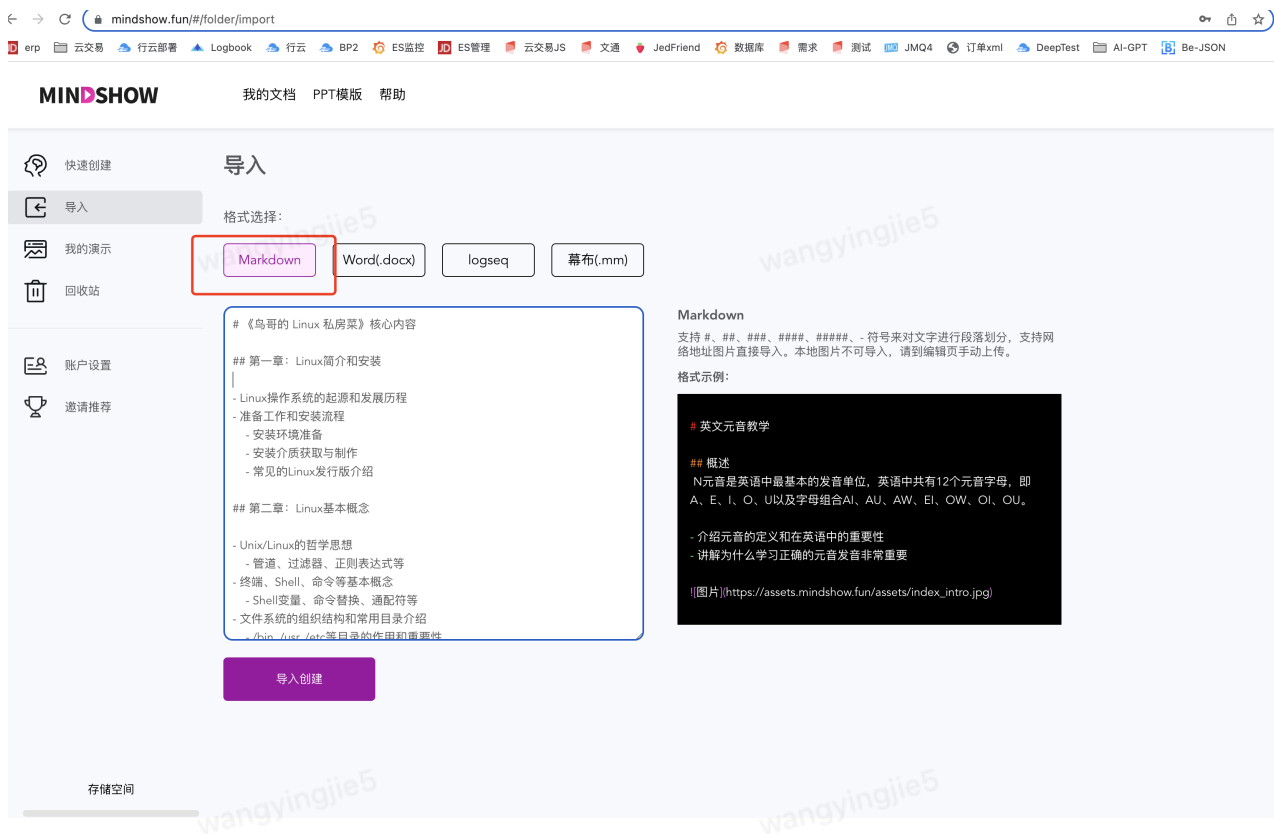 mindshow.fun/#/folder/import
erp 云交易 行云部署 Logbook 行云 BP2 ES监控 ES管理 云交易JS 文通 JedFriend 数据库 需求 测试 JMQ4 订单xml DeepTest AI-GPT Be-JSON
MINDSHOW 我的文档 PPT模版 帮助
快速创建
导入
我的演示
回收站
账户设置
邀请推荐
存储空间
导入
格式选择：
Markdown Word(.docx) logseq 幕布(.mm)
# 《鸟哥的 Linux 私房菜》核心内容
## 第一章：Linux简介和安装
- Linux操作系统的起源和发展历程
- 准备工作和安装流程
- 安装环境准备
- 安装介质获取与制作
- 常见的Linux发行版介绍
## 第二章：Linux基本概念
- Unix/Linux的哲学思想
- 管道、过滤器、正则表达式等
- 终端、Shell、命令等基本概念
- Shell变量、命令替换、通配符等
- 文件系统的组织结构和常用目录介绍
- /bin, /usr, /etc等目录的作用和重要性
导入创建
Markdown
支持 #、##、###、####、#####、- 符号来对文字进行段落划分，支持网
络地址图片直接导入。本地图片不可导入，请到编辑页手动上传。
格式示例：
# 英文元音教学
## 概述
N元音是英语中最基本的发音单位，英语中共有12个元音字母，即
A、E、I、O、U以及字母组合AI、AU、AW、EI、OW、OI、OU。
- 介绍元音的定义和在英语中的重要性
- 讲解为什么学习正确的元音发音非常重要
![图片](https://assets.mindshow.fun/assets/index_intro.jpg)
wangyingjie5
wangyingjie5
wangyingjie5
wangyingjie5